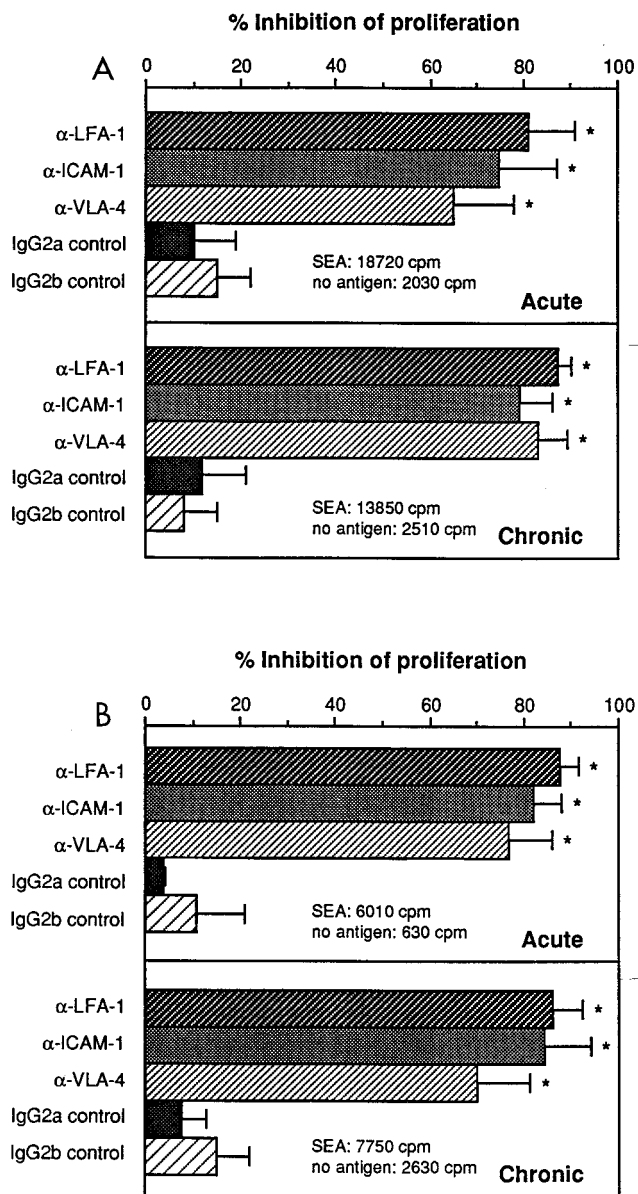 % Inhibition of proliferation
A
0 20 40 60 80 100
α-LFA-1 *
α-ICAM-1 *
α-VLA-4 *
IgG2a control
IgG2b control
SEA: 18720 cpm
no antigen: 2030 cpm
Acute
α-LFA-1 *
α-ICAM-1 *
α-VLA-4 *
IgG2a control
IgG2b control
SEA: 13850 cpm
no antigen: 2510 cpm
Chronic
% Inhibition of proliferation
B
0 20 40 60 80 100
α-LFA-1 *
α-ICAM-1 *
α-VLA-4 *
IgG2a control
IgG2b control
SEA: 6010 cpm
no antigen: 630 cpm
Acute
α-LFA-1 *
α-ICAM-1 *
α-VLA-4 *
IgG2a control
IgG2b control
SEA: 7750 cpm
no antigen: 2630 cpm
Chronic